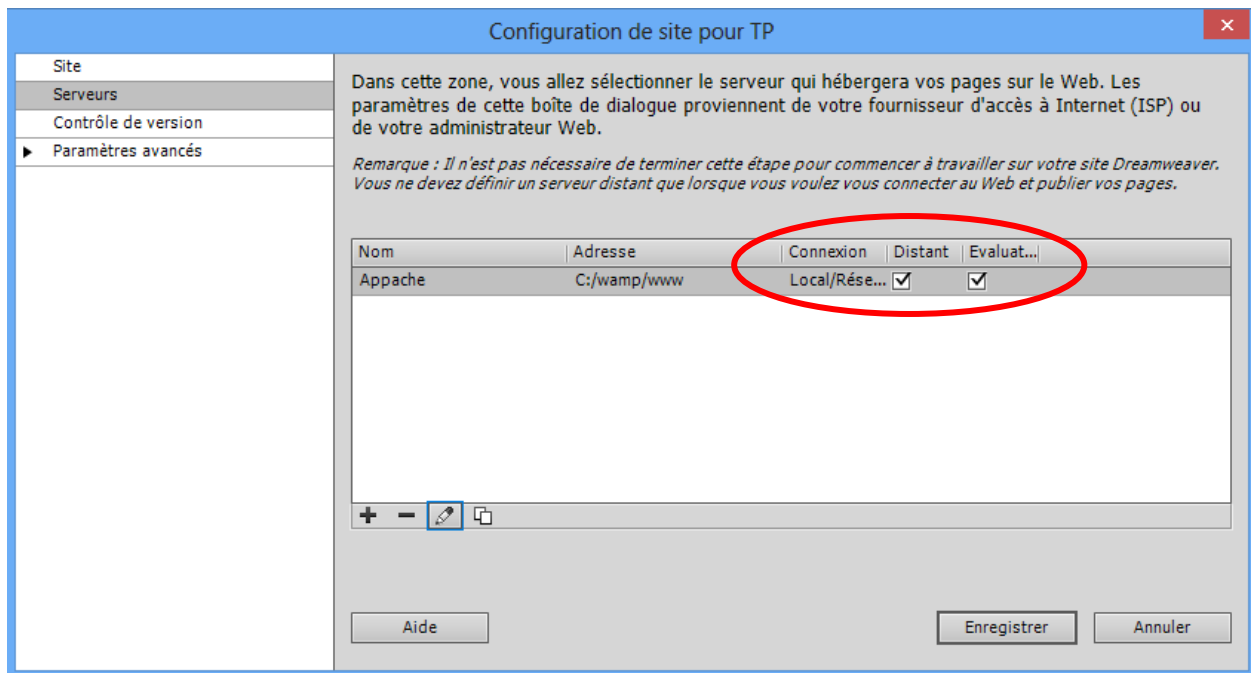 Configuration de site pour TP
Site
Serveurs
Contrôle de version
Paramètres avancés
Dans cette zone, vous allez sélectionner le serveur qui hébergera vos pages sur le Web. Les
paramètres de cette boîte de dialogue proviennent de votre fournisseur d'accès à Internet (ISP) ou
de votre administrateur Web.
Remarque : Il n'est pas nécessaire de terminer cette étape pour commencer à travailler sur votre site Dreamweaver.
Vous ne devez définir un serveur distant que lorsque vous voulez vous connecter au Web et publier vos pages.
Nom Adresse Connexion Distant Evaluat...
Appache C:/wamp/www Local/Rése...
Aide Enregistrer Annuler